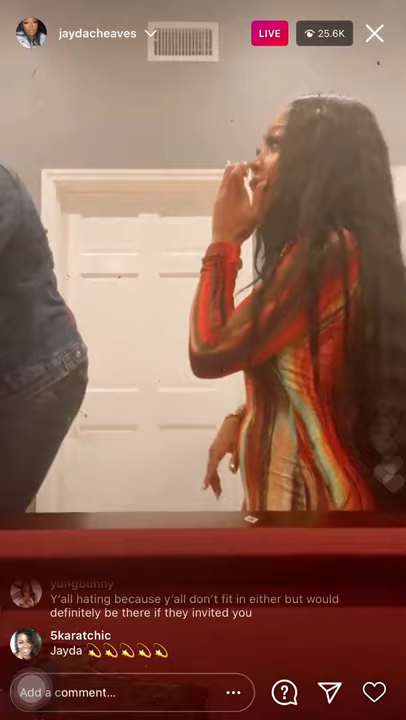 jaydacheaves
LIVE
25.6K
yungbunny
Y'all hating because y'all don't fit in either but would
definitely be there if they invited you
5karatchic
Jayda 💫💫💫💫💫
Add a comment...